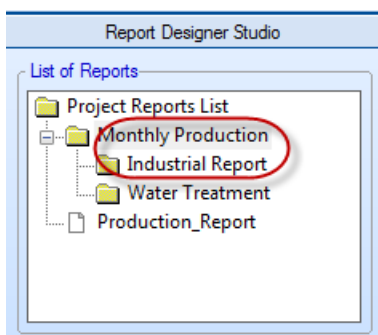 Report Designer Studio
List of Reports
Project Reports List
Monthly Production
Industrial Report
Water Treatment
Production_Report